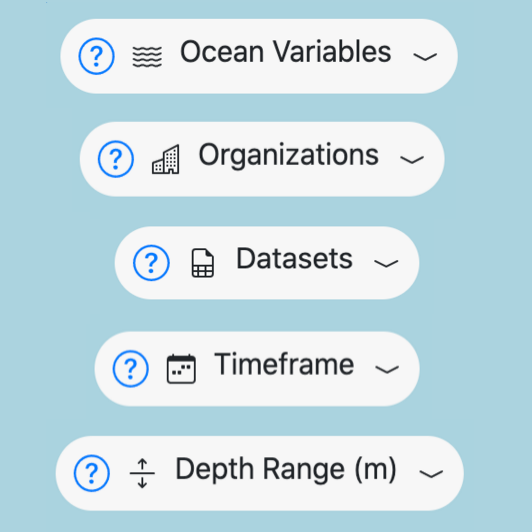 Ocean Variables
Organizations
Datasets
Timeframe
Depth Range (m)